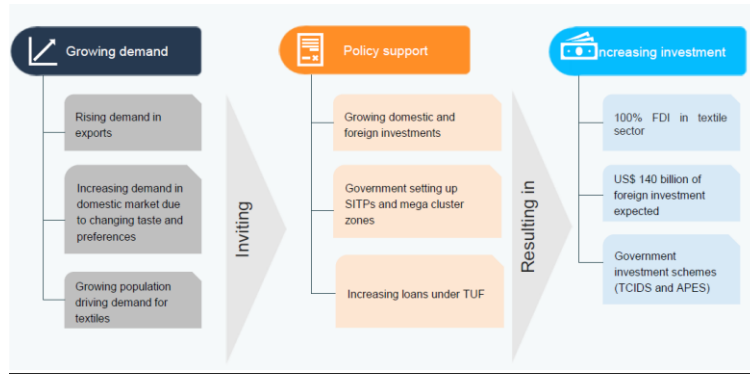 Growing demand
Rising demand in
exports
Increasing demand in
domestic market due
to changing taste and
preferences
Growing population
driving demand for
textiles
Inviting
Policy support
Growing domestic and
foreign investments
Government setting up
SITPs and mega cluster
zones
Increasing loans under TUF
Resulting in
ncreasing investment
100% FDI in textile
sector
US$ 140 billion of
foreign investment
expected
Government
investment schemes
(TCIDS and APES)